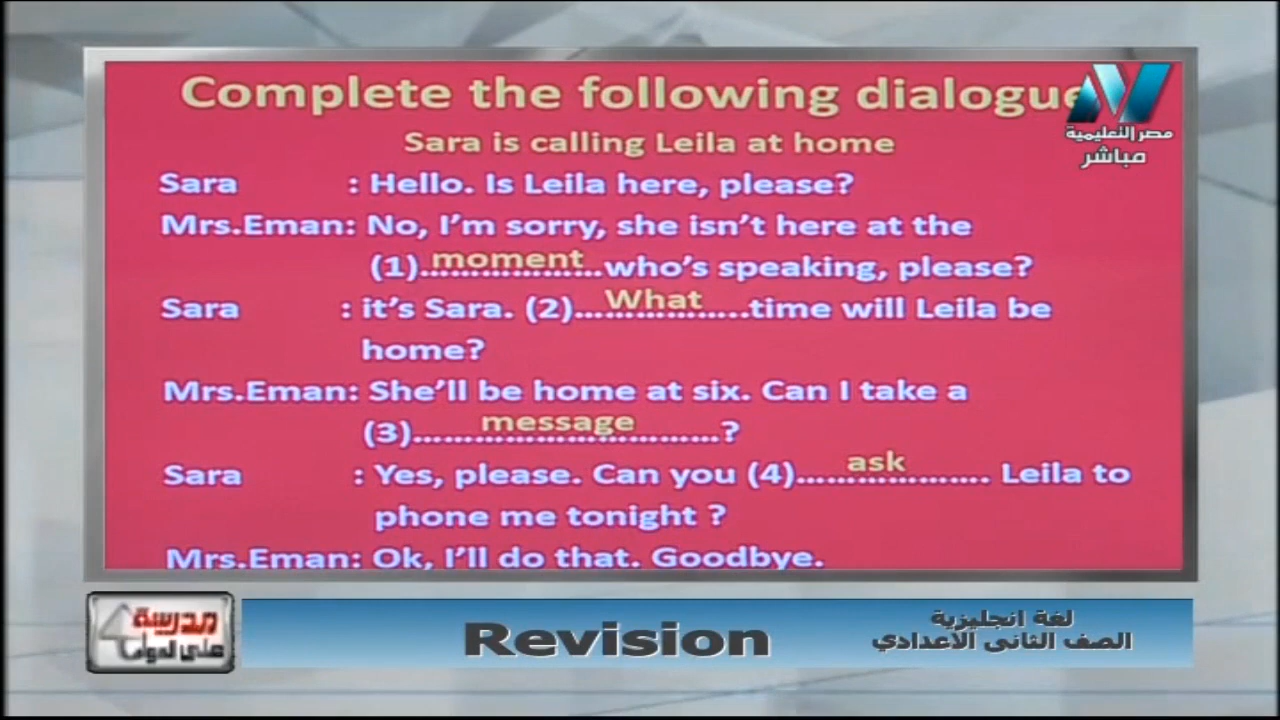 Complete the following dialogue
Sara is calling Leila at home
Sara : Hello. Is Leila here, please?
Mrs.Eman: No, I'm sorry, she isn't here at the
(1)..moment..who's speaking, please?
Sara : it's Sara. (2)...What...time will Leila be
home?
Mrs.Eman: She'll be home at six. Can I take a
(3)...message...?
Sara : Yes, please. Can you (4)...ask... Leila to
phone me tonight ?
Mrs.Eman: Ok, I'll do that. Goodbye.
مصر التعليمية
مباشر
مدرسة
على الهواء
Revision
لغة انجليزية
الصف الثانى الاعدادي